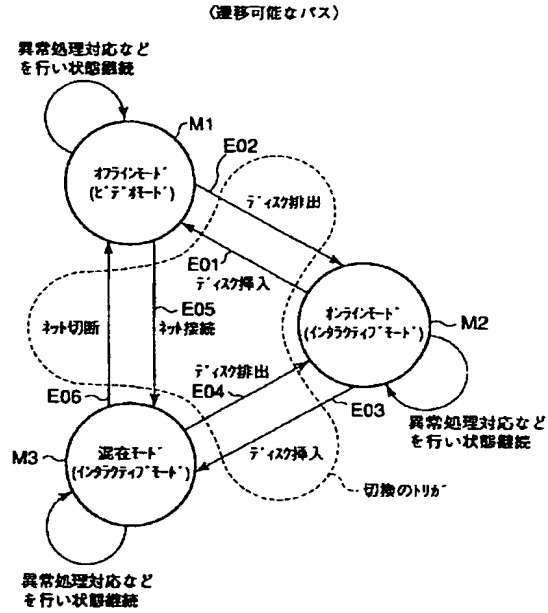 (遷移可能なパス)
異常処理対応など
を行い状態継続
M1
E02
オフラインモード
(ビデオモード)
ディスク排出
E01
ディスク挿入
オンラインモード
(インタラクティブモード)
M2
E05
ネット切断
ネット接続
ディスク排出
E04
E06
E03
異常処理対応など
を行い状態継続
M3
混在モード
(インタラクティブモード)
ディスク挿入
切換のトリガ
異常処理対応など
を行い状態継続